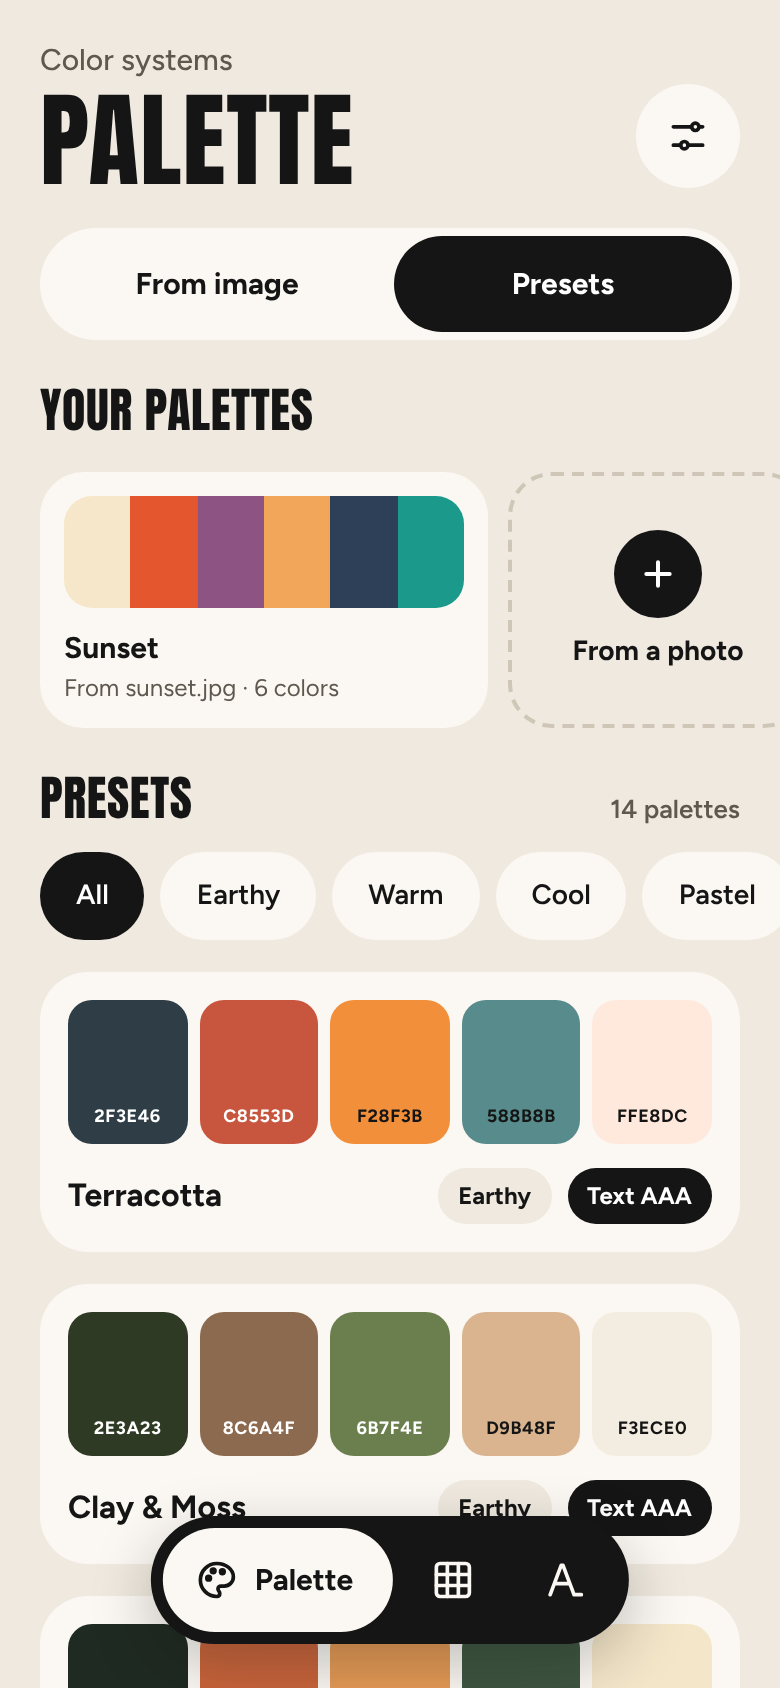 Color systems
PALETTE
From image
Presets
YOUR PALETTES
Sunset
From sunset.jpg · 6 colors
From a photo
PRESETS
14 palettes
All
Earthy
Warm
Cool
Pastel
2F3E46
C8553D
F28F3B
588B8B
FFE8DC
Terracotta
Earthy
Text AAA
2E3A23
8C6A4F
6B7F4E
D9B48F
F3ECE0
Clay & Moss
Earthy
Text AAA
Palette